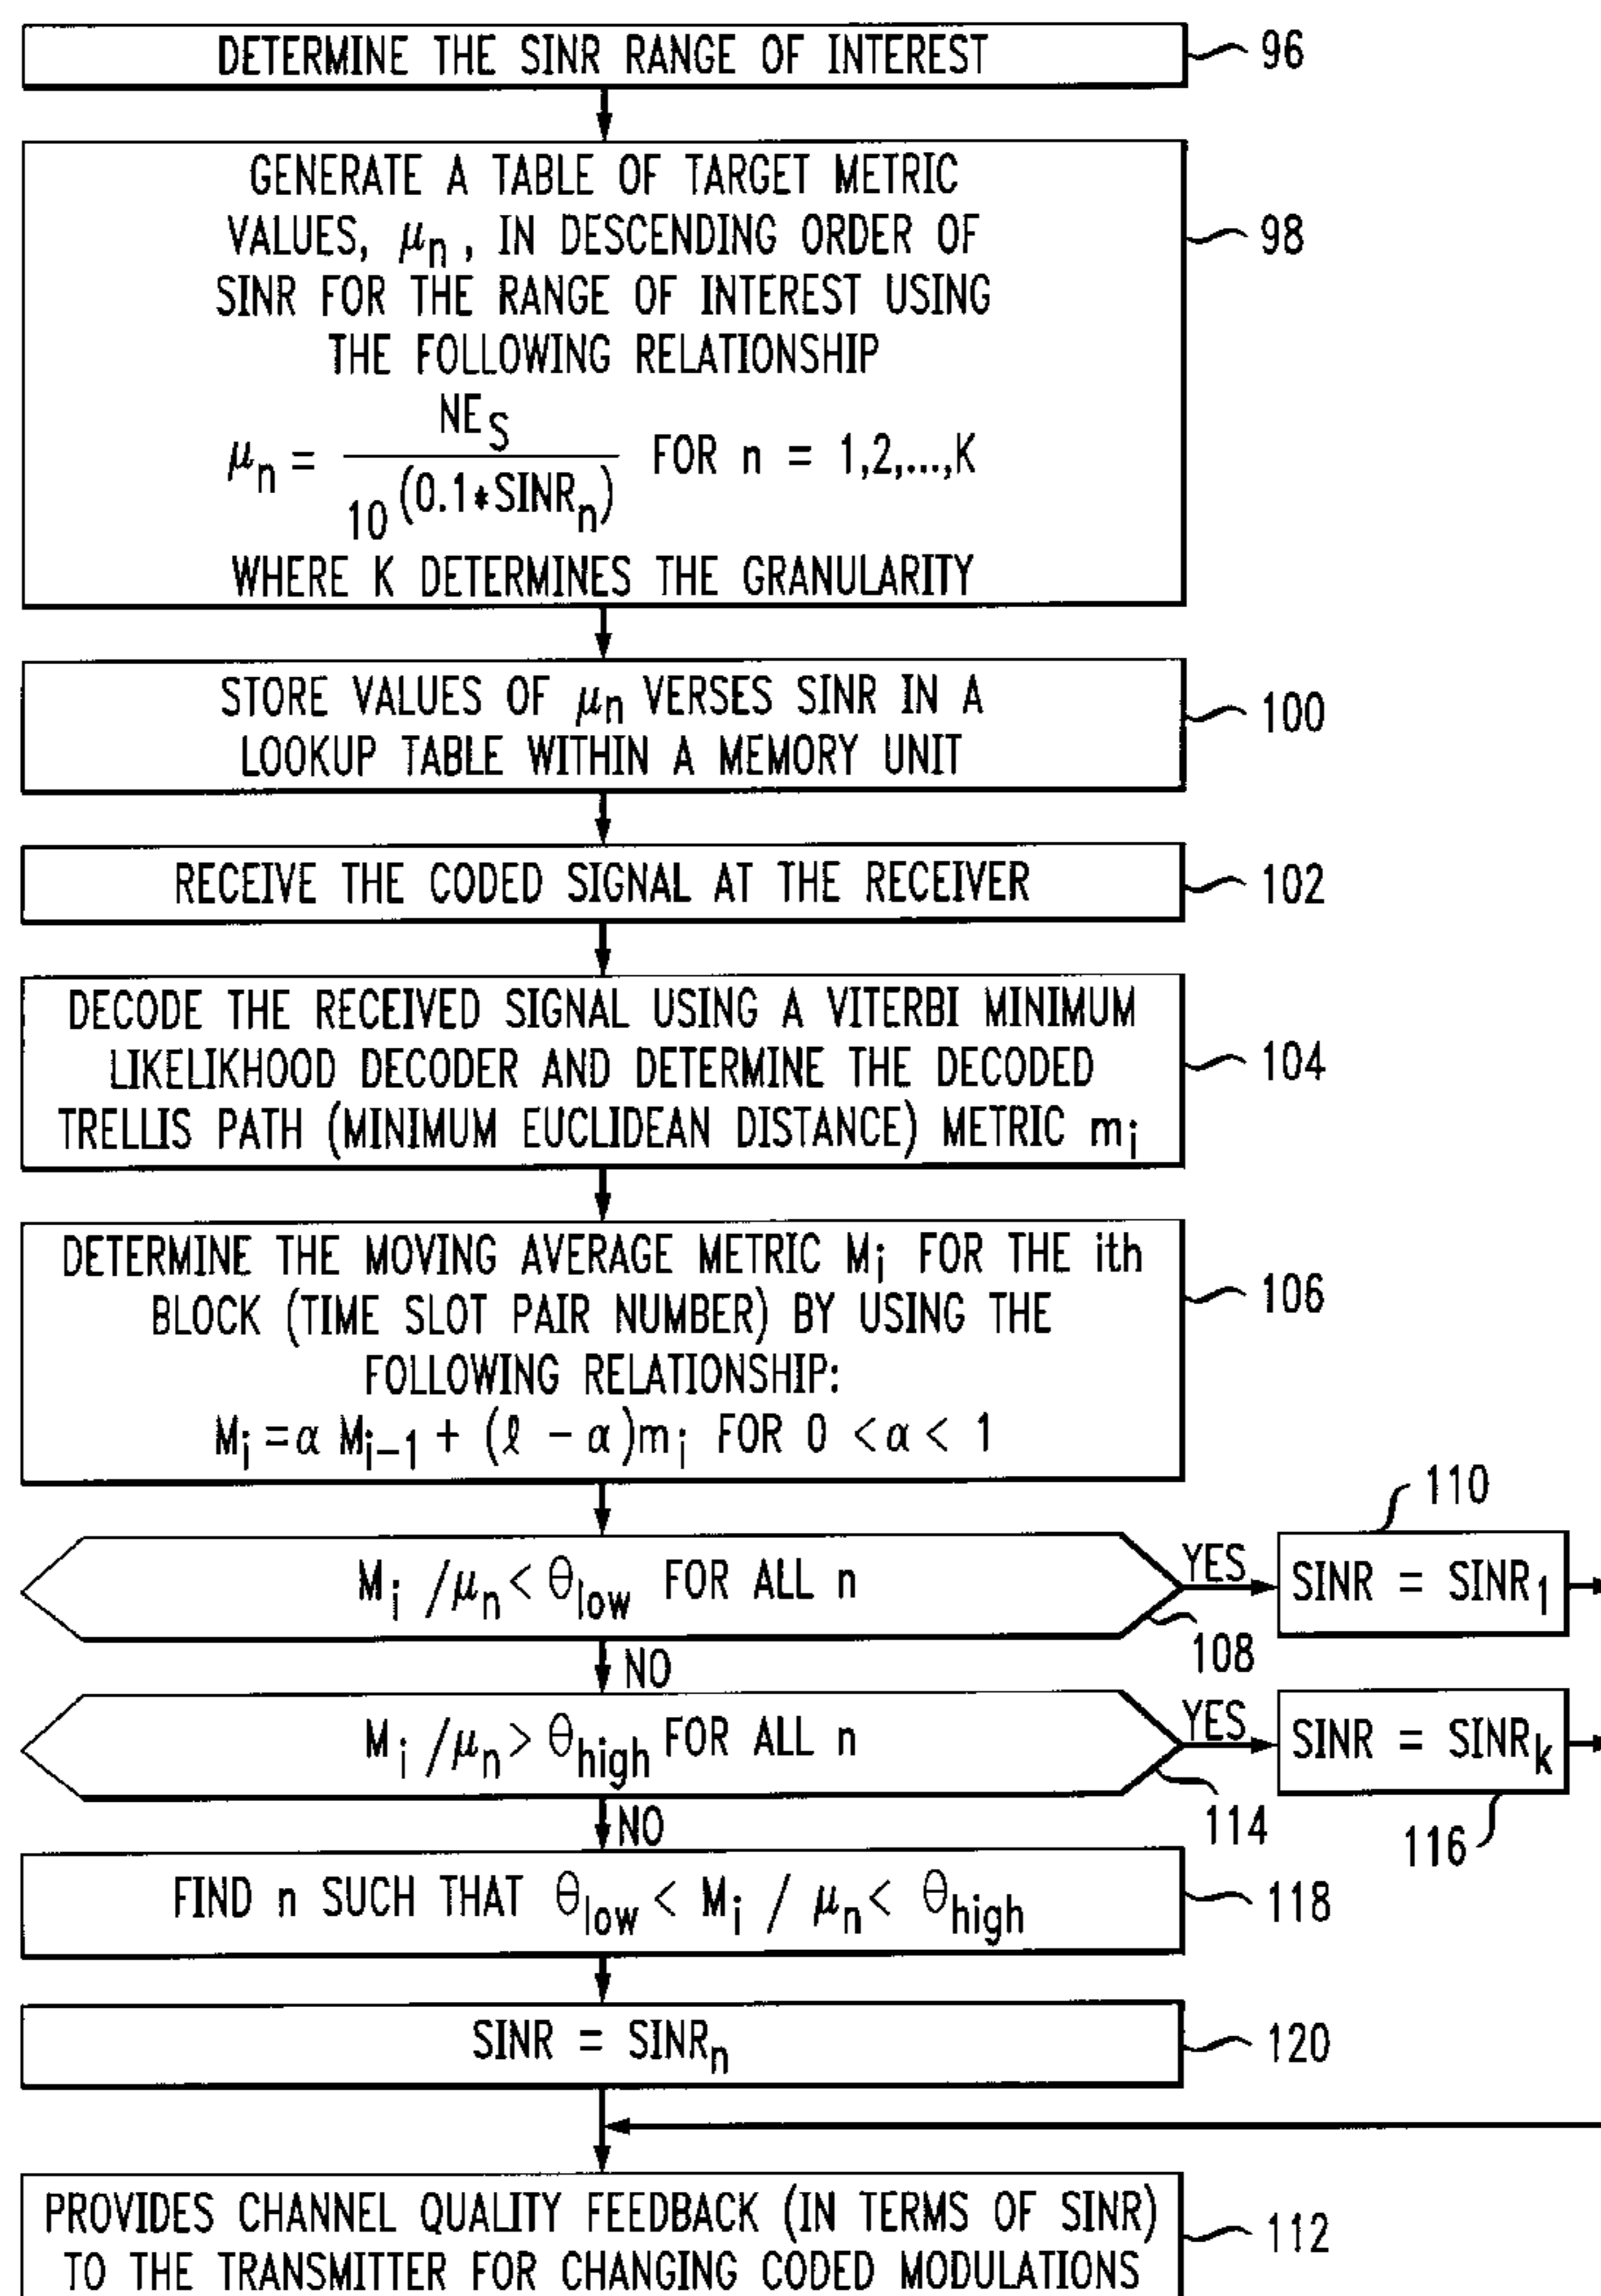 DETERMINE THE SINR RANGE OF INTEREST
96
GENERATE A TABLE OF TARGET METRIC
VALUES, μn, IN DESCENDING ORDER OF
SINR FOR THE RANGE OF INTEREST USING
THE FOLLOWING RELATIONSHIP
μn = NES / 10(0.1*SINRn) FOR n = 1,2,...,K
WHERE K DETERMINES THE GRANULARITY
98
STORE VALUES OF μn VERSES SINR IN A
LOOKUP TABLE WITHIN A MEMORY UNIT
100
RECEIVE THE CODED SIGNAL AT THE RECEIVER
102
DECODE THE RECEIVED SIGNAL USING A VITERBI MINIMUM
LIKELIKHOOD DECODER AND DETERMINE THE DECODED
TRELLIS PATH (MINIMUM EUCLIDEAN DISTANCE) METRIC mi
104
DETERMINE THE MOVING AVERAGE METRIC Mi FOR THE ith
BLOCK (TIME SLOT PAIR NUMBER) BY USING THE
FOLLOWING RELATIONSHIP:
Mi = α Mi-1 + (ℓ - α)mi FOR 0 < α < 1
106
Mi /μn < θlow FOR ALL n
YES
108
SINR = SINR1
110
NO
Mi /μn > θhigh FOR ALL n
YES
114
SINR = SINRk
116
NO
FIND n SUCH THAT θlow < Mi / μn < θhigh
118
SINR = SINRn
120
PROVIDES CHANNEL QUALITY FEEDBACK (IN TERMS OF SINR)
TO THE TRANSMITTER FOR CHANGING CODED MODULATIONS
112